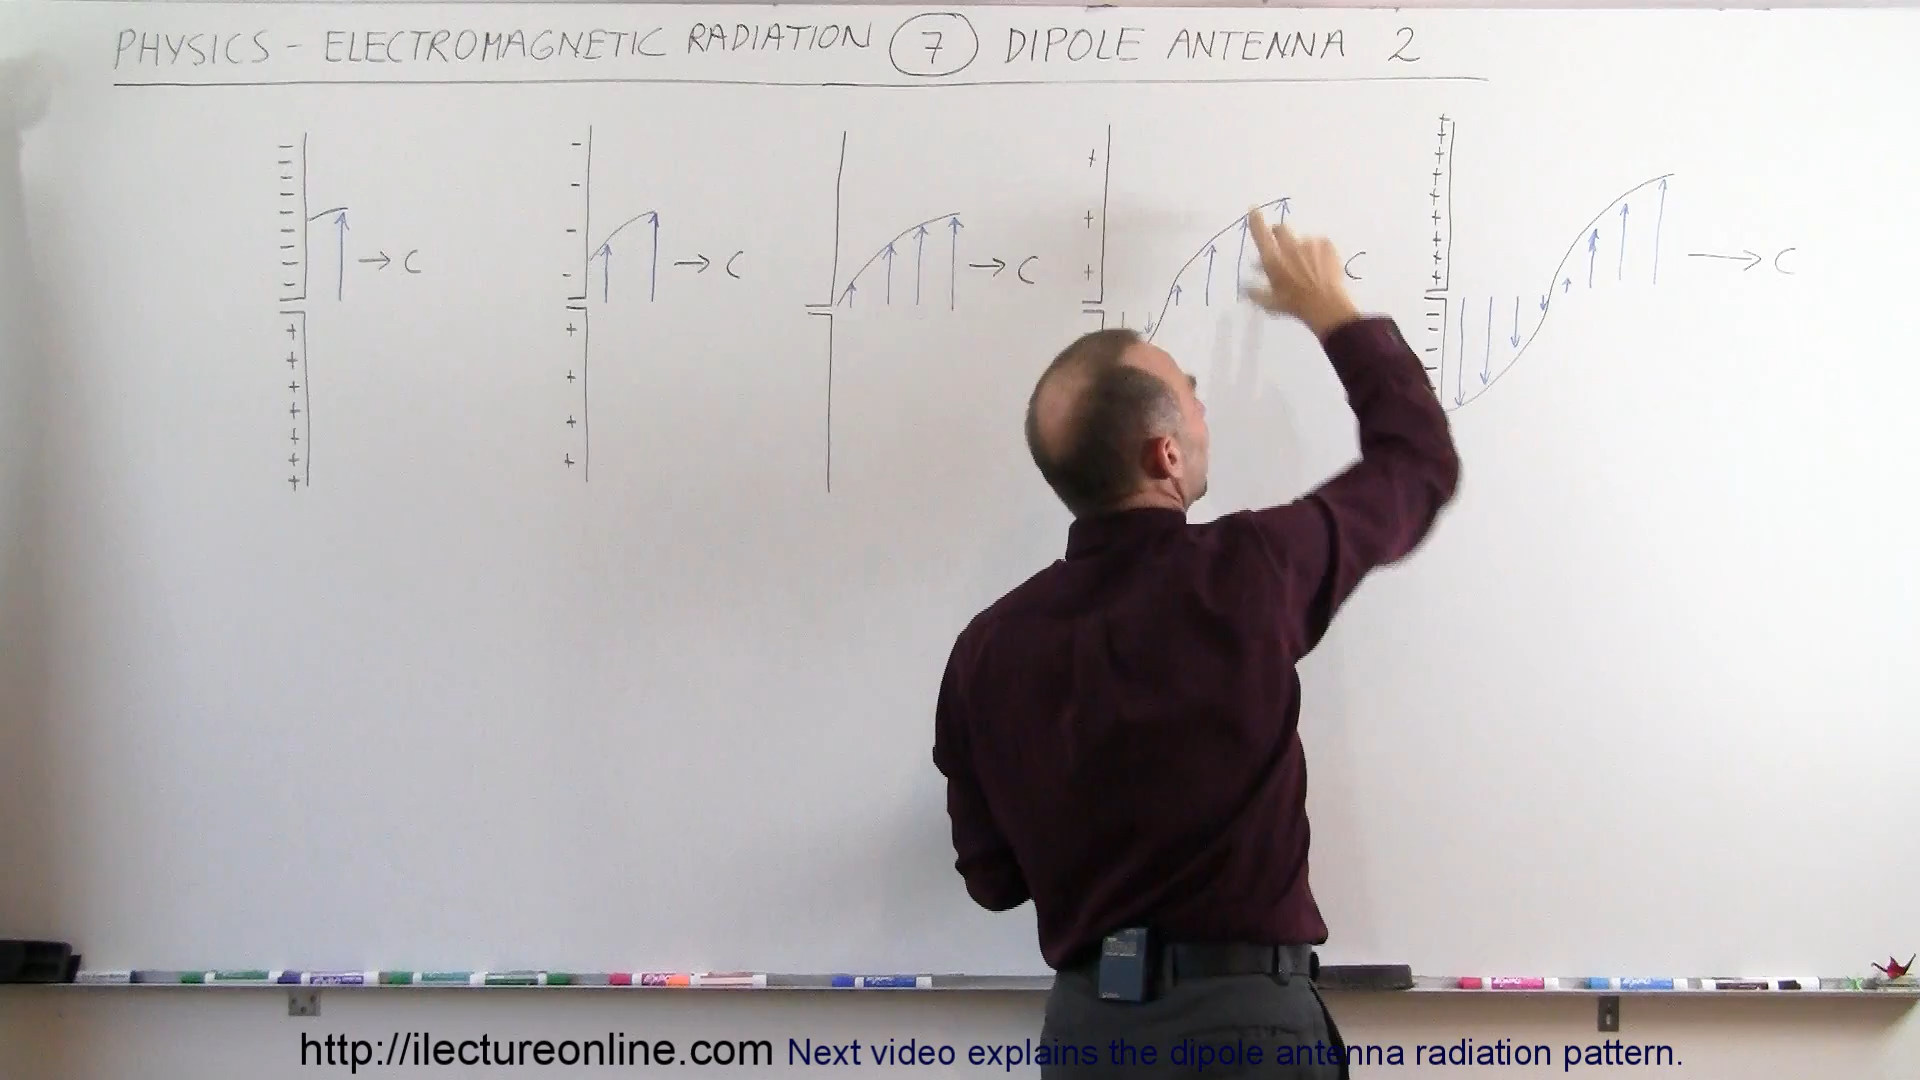 PHYSICS - ELECTROMAGNETIC RADIATION 7 DIPOLE ANTENNA 2
→ C
→ C
→ C
C
→ C
http://ilectureonline.com Next video explains the dipole antenna radiation pattern.